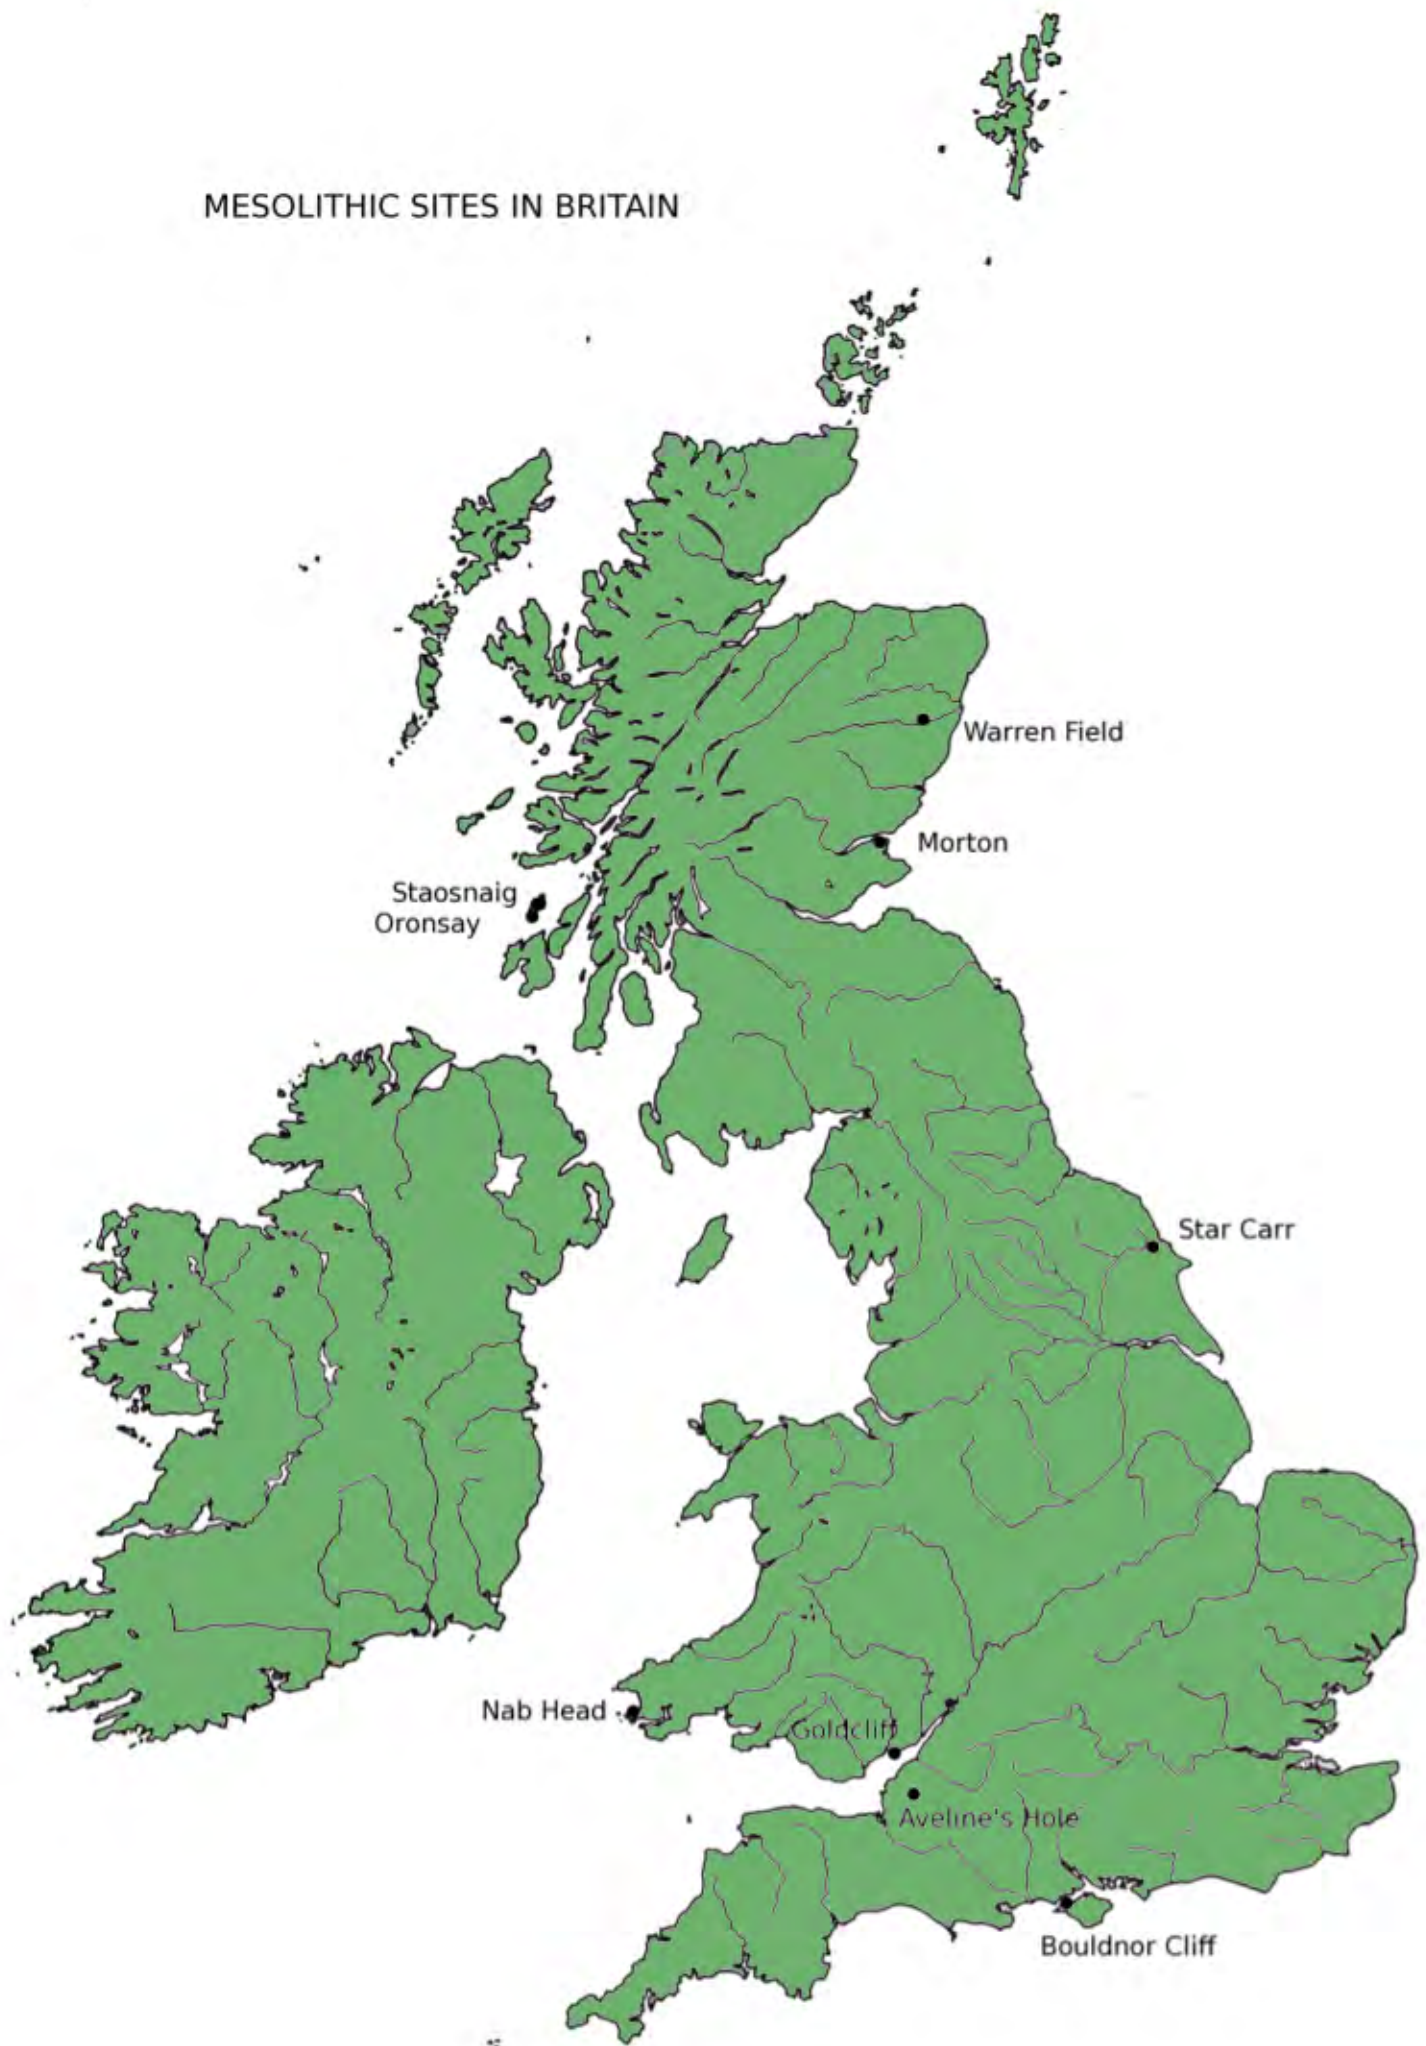 MESOLITHIC SITES IN BRITAIN
Warren Field
Morton
Staosnaig
Oronsay
Star Carr
Nab Head
Goldcliff
Aveline's Hole
Bouldnor Cliff